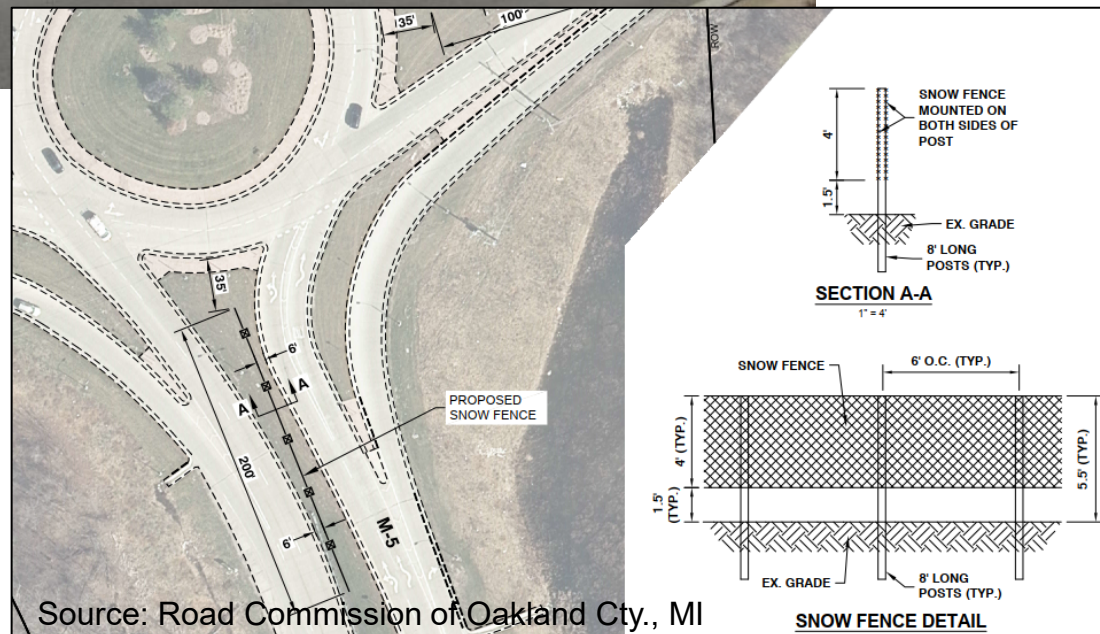 35'
100'
ROW
35'
6'
A
A
200'
6'
M-5
PROPOSED
SNOW FENCE
Source: Road Commission of Oakland Cty., MI
SNOW FENCE
MOUNTED ON
BOTH SIDES OF
POST
4'
1.5'
EX. GRADE
8' LONG
POSTS (TYP.)
SECTION A-A
1" = 4'
SNOW FENCE
6' O.C. (TYP.)
4' (TYP.)
1.5'
(TYP.)
5.5' (TYP.)
EX. GRADE
8' LONG
POSTS (TYP.)
SNOW FENCE DETAIL